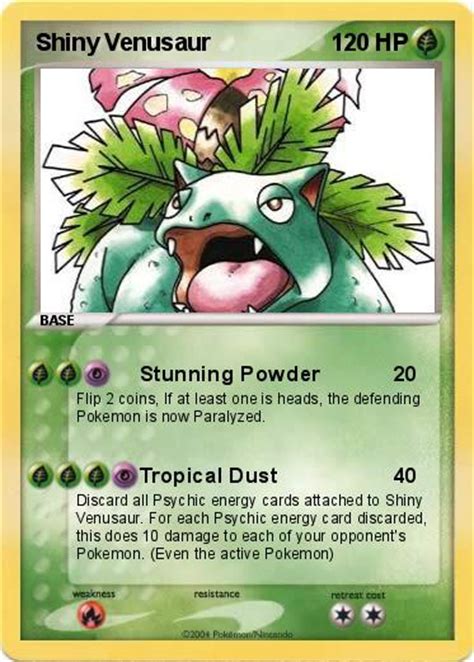 Shiny Venusaur 120 HP
BASE
Stunning Powder 20
Flip 2 coins, If at least one is heads, the defending
Pokemon is now Paralyzed.
Tropical Dust 40
Discard all Psychic energy cards attached to Shiny
Venusaur. For each Psychic energy card discarded,
this does 10 damage to each of your opponent's
Pokemon. (Even the active Pokemon)
weakness resistance retreat cost
©2004 Pokémon/Nintendo